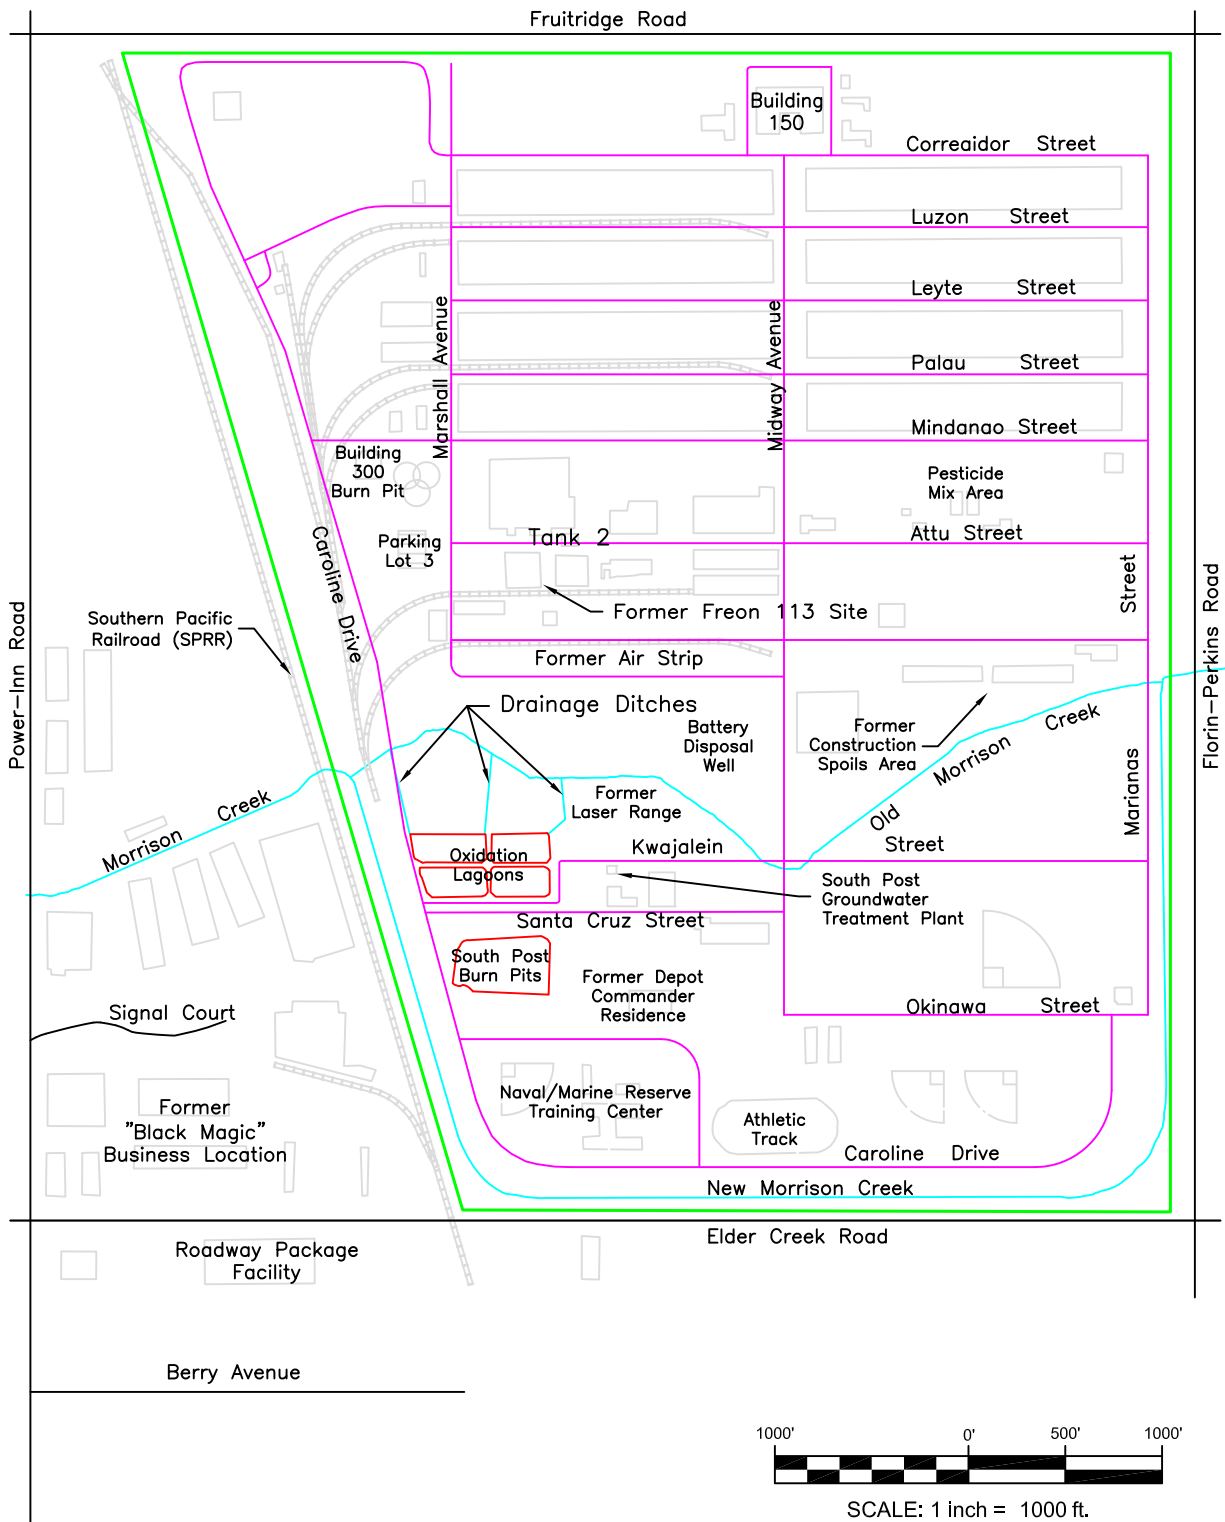 Fruitridge Road
Building
150
Correaidor Street
Luzon Street
Leyte Street
Marshall Avenue
Midway Avenue
Palau Street
Mindanao Street
Building
300
Burn Pit
Pesticide
Mix Area
Attu Street
Tank 2
Parking
Lot 3
Caroline Drive
Former Freon 113 Site
Street
Marianas
Florin-Perkins Road
Power-Inn Road
Southern Pacific
Railroad (SPRR)
Former Air Strip
Drainage Ditches
Battery
Disposal
Well
Former
Construction
Spoils Area
Old Morrison Creek
Former
Laser Range
Morrison Creek
Kwajalein Street
Oxidation
Lagoons
South Post
Groundwater
Treatment Plant
Santa Cruz Street
South Post
Burn Pits
Former Depot
Commander
Residence
Okinawa Street
Signal Court
Naval/Marine Reserve
Training Center
Athletic
Track
Former
"Black Magic"
Business Location
Caroline Drive
New Morrison Creek
Elder Creek Road
Roadway Package
Facility
Berry Avenue
1000' 0' 500' 1000'
SCALE: 1 inch = 1000 ft.